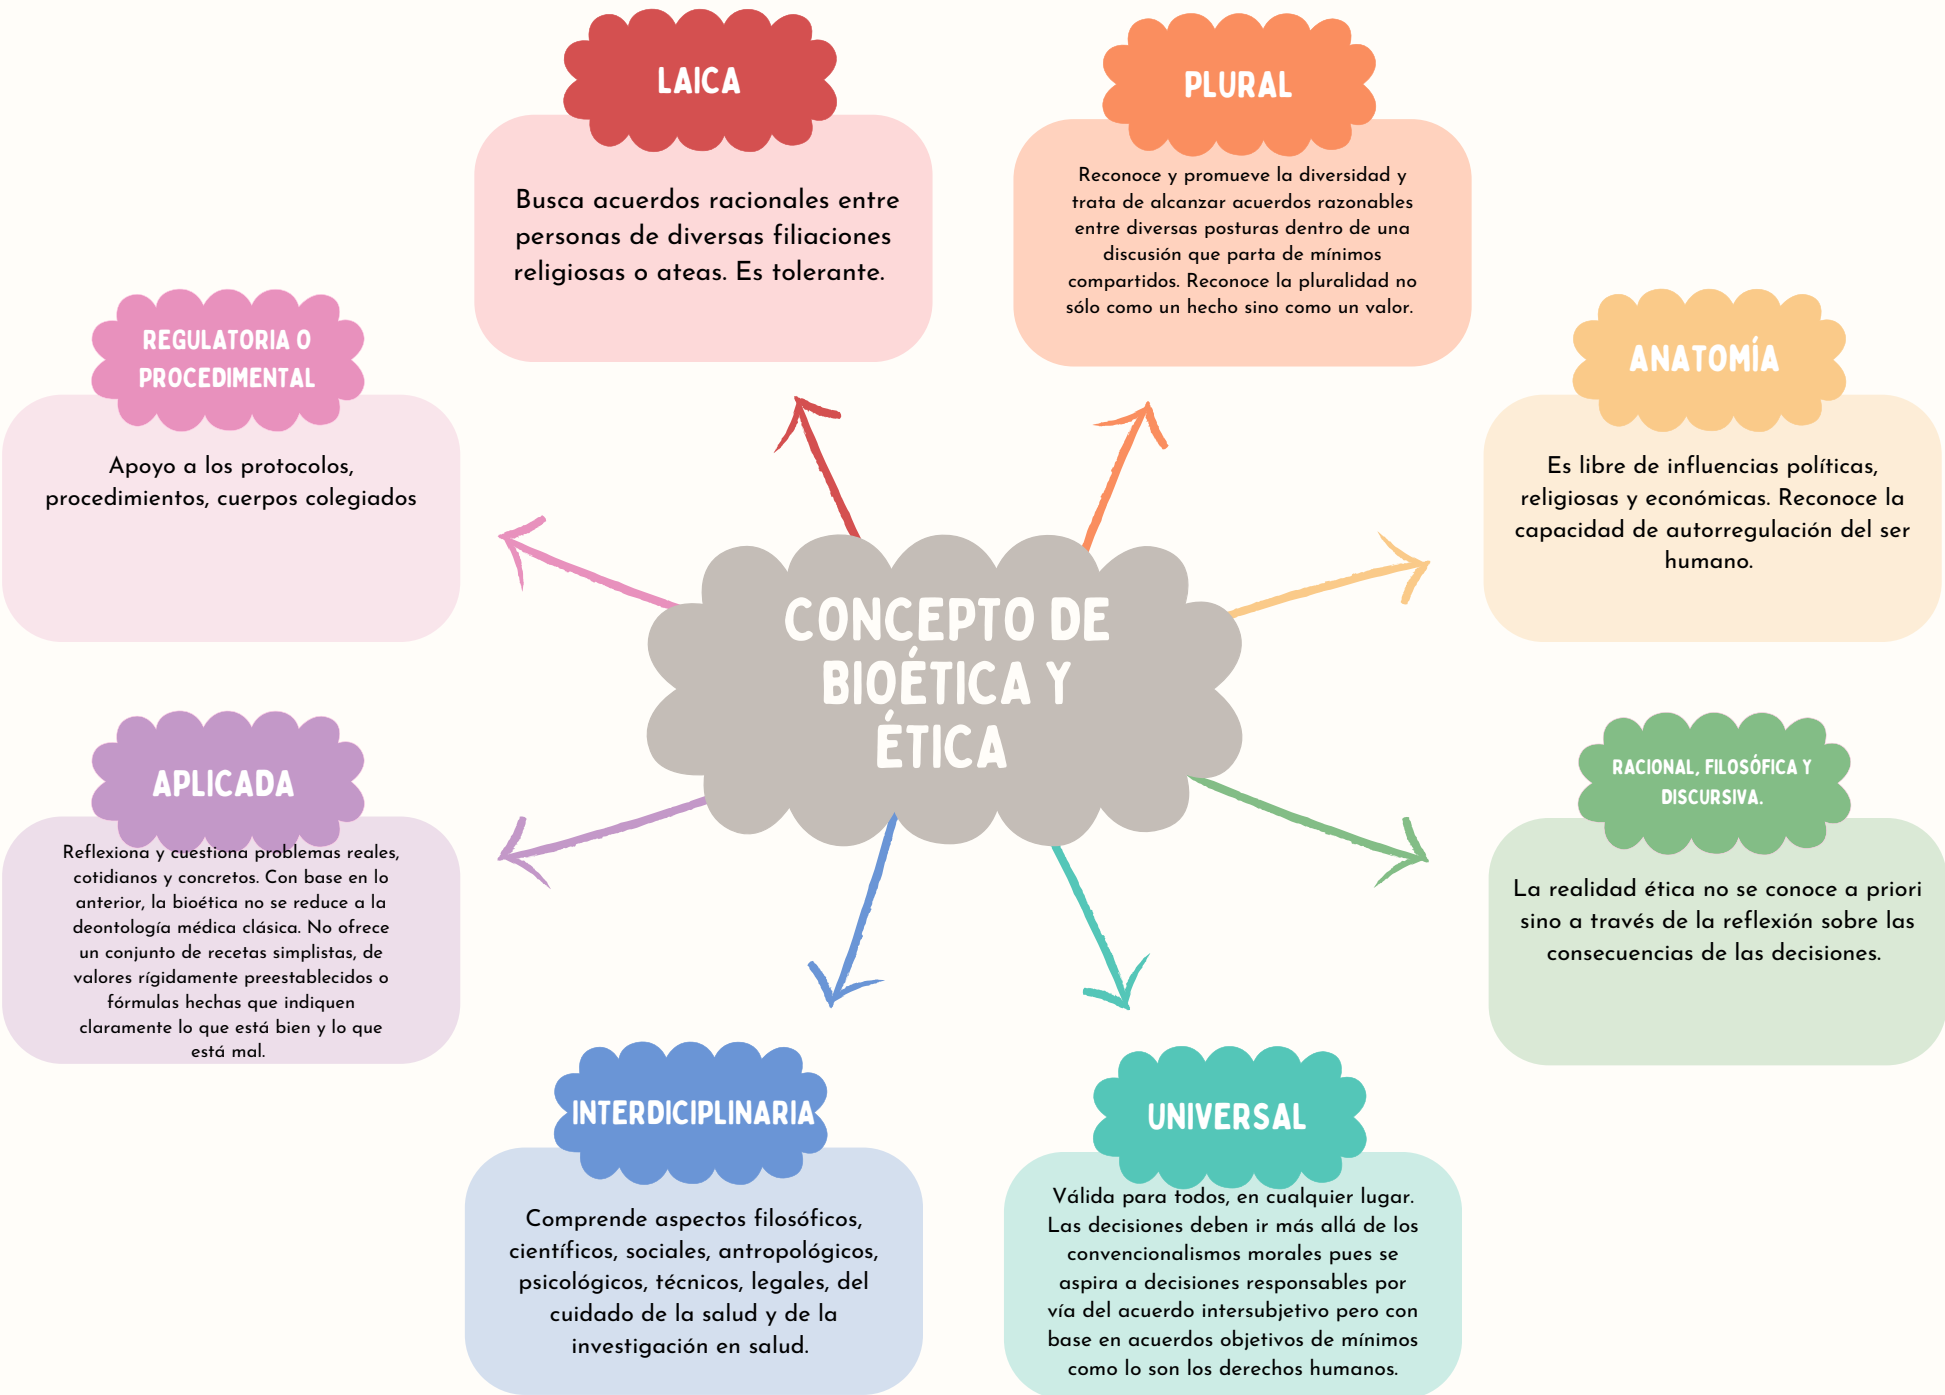 LAICA
Busca acuerdos racionales entre
personas de diversas filiaciones
religiosas o ateas. Es tolerante.
PLURAL
Reconoce y promueve la diversidad y
trata de alcanzar acuerdos razonables
entre diversas posturas dentro de una
discusión que parta de mínimos
compartidos. Reconoce la pluralidad no
sólo como un hecho sino como un valor.
REGULATORIA O
PROCEDIMENTAL
Apoyo a los protocolos,
procedimientos, cuerpos colegiados
ANATOMÍA
Es libre de influencias políticas,
religiosas y económicas. Reconoce la
capacidad de autorregulación del ser
humano.
CONCEPTO DE
BIOÉTICA Y
ÉTICA
APLICADA
Reflexiona y cuestiona problemas reales,
cotidianos y concretos. Con base en lo
anterior, la bioética no se reduce a la
deontología médica clásica. No ofrece
un conjunto de recetas simplistas, de
valores rígidamente preestablecidos o
fórmulas hechas que indiquen
claramente lo que está bien y lo que
está mal.
RACIONAL, FILOSÓFICA Y
DISCURSIVA.
La realidad ética no se conoce a priori
sino a través de la reflexión sobre las
consecuencias de las decisiones.
INTERDICIPLINARIA
Comprende aspectos filosóficos,
científicos, sociales, antropológicos,
psicológicos, técnicos, legales, del
cuidado de la salud y de la
investigación en salud.
UNIVERSAL
Válida para todos, en cualquier lugar.
Las decisiones deben ir más allá de los
convencionalismos morales pues se
aspira a decisiones responsables por
vía del acuerdo intersubjetivo pero con
base en acuerdos objetivos de mínimos
como lo son los derechos humanos.